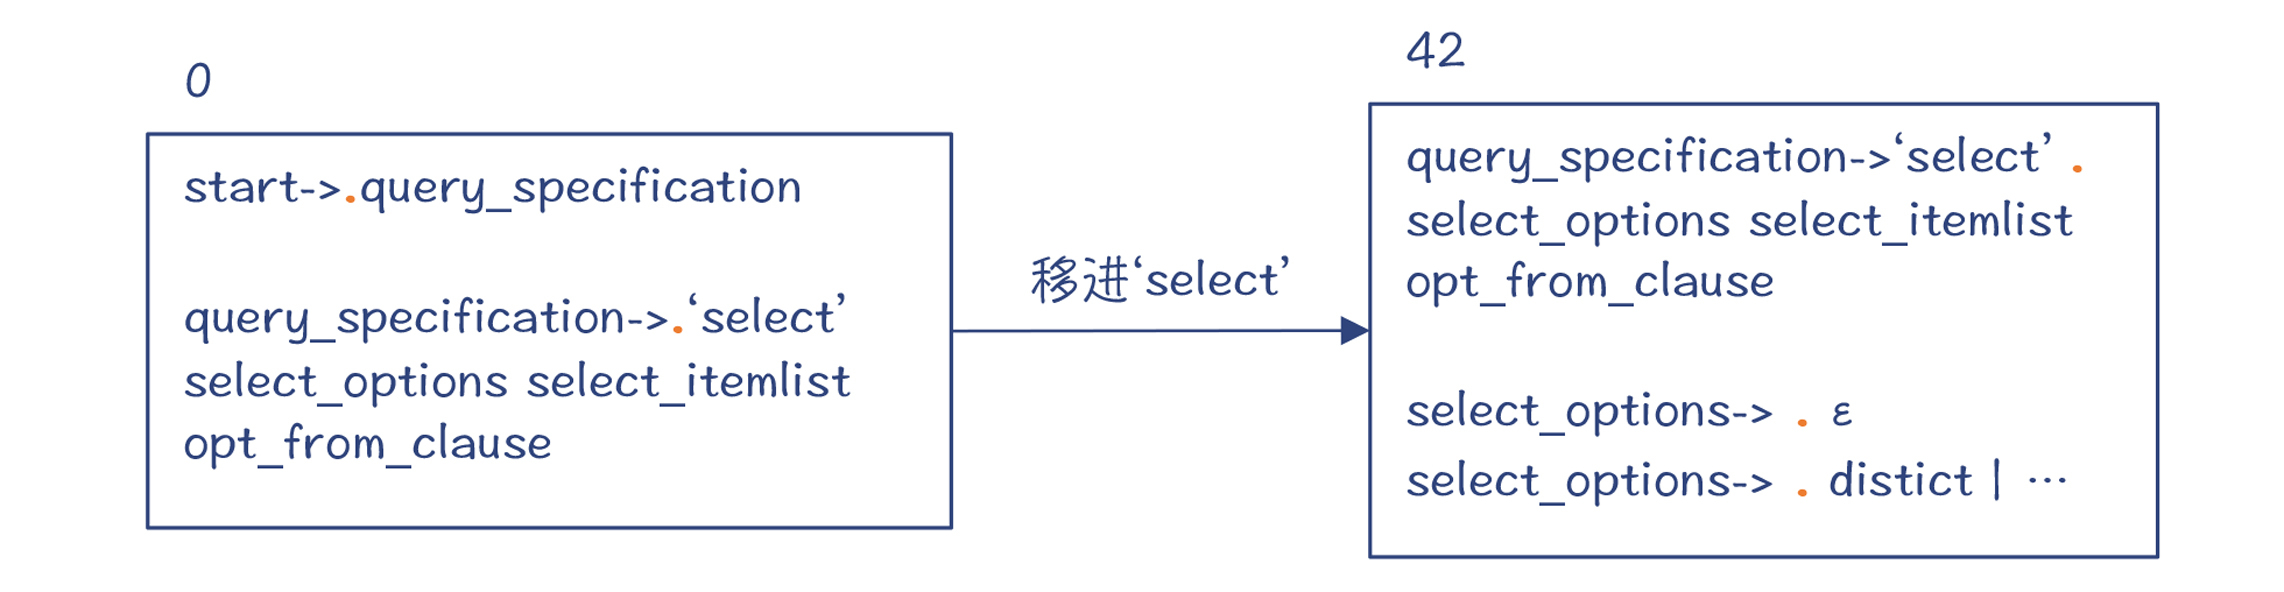 0
start->.query_specification
query_specification->.‘select’
select_options select_itemlist
opt_from_clause
移进‘select’
42
query_specification->‘select’ .
select_options select_itemlist
opt_from_clause
select_options-> . ε
select_options-> . distict | …